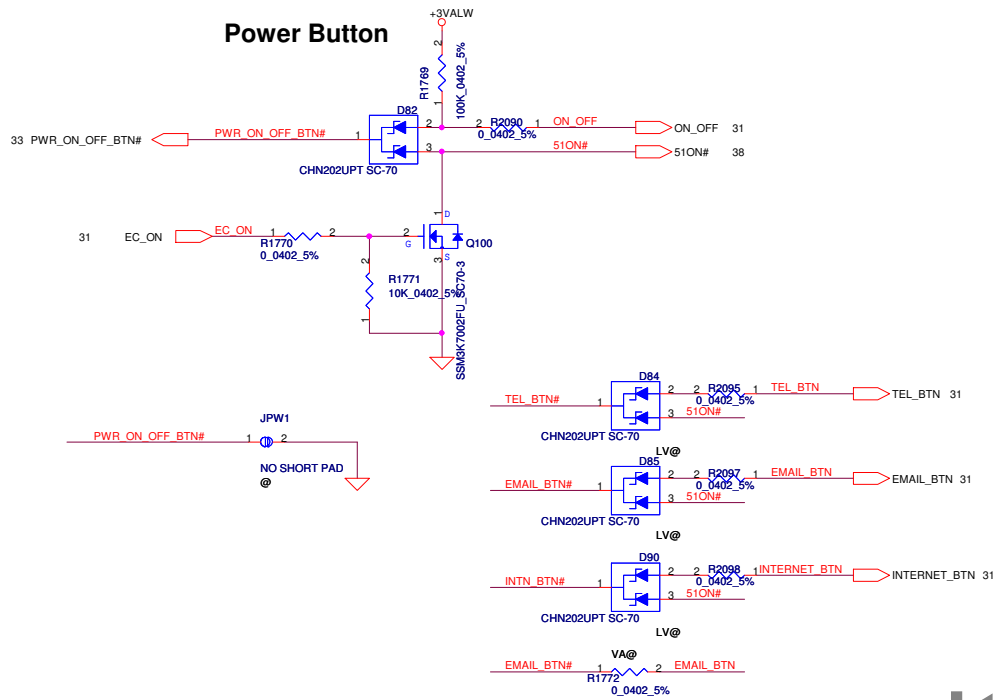 +3VALW
Power Button
2
R1769
100K_0402_5%
1
D82
33 PWR_ON_OFF_BTN#
PWR_ON_OFF_BTN#
1
2
2
R2090
1
ON_OFF
ON_OFF 31
0_0402_5%
3
51ON#
51ON# 38
CHN202UPT SC-70
1
D
31 EC_ON
EC_ON
1
2
2
G
Q100
R1770
0_0402_5%
S
3
2
R1771
10K_0402_5%
1
SSM3K7002FU_SC70-3
D84
TEL_BTN#
1
2
2
R2095
1
TEL_BTN
TEL_BTN 31
0_0402_5%
3
51ON#
CHN202UPT SC-70
LV@
JPW1
PWR_ON_OFF_BTN#
1
2
NO SHORT PAD
@
D85
EMAIL_BTN#
1
2
2
R2097
1
EMAIL_BTN
EMAIL_BTN 31
0_0402_5%
3
51ON#
CHN202UPT SC-70
LV@
D90
INTN_BTN#
1
2
2
R2098
1
INTERNET_BTN
INTERNET_BTN 31
0_0402_5%
3
51ON#
CHN202UPT SC-70
LV@
VA@
EMAIL_BTN#
1
2
EMAIL_BTN
R1772
0_0402_5%